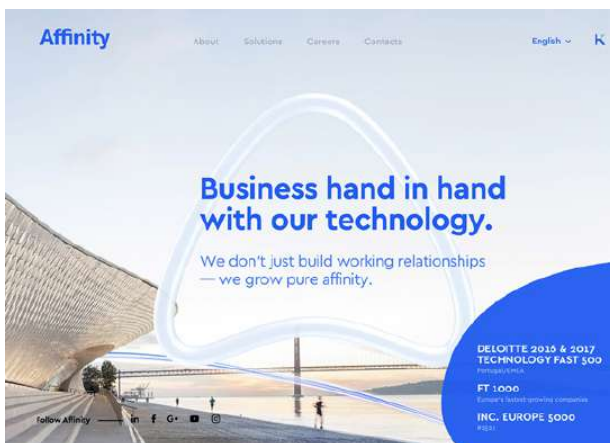 Affinity
About Solutions Careers Contacts
English
K
Business hand in hand
with our technology.
We don't just build working relationships
— we grow pure affinity.
DELOITTE 2016 & 2017
TECHNOLOGY FAST 500
Portugal/EMEA
FT 1000
Europe's fastest growing companies
INC. EUROPE 5000
Follow Affinity
in f G+